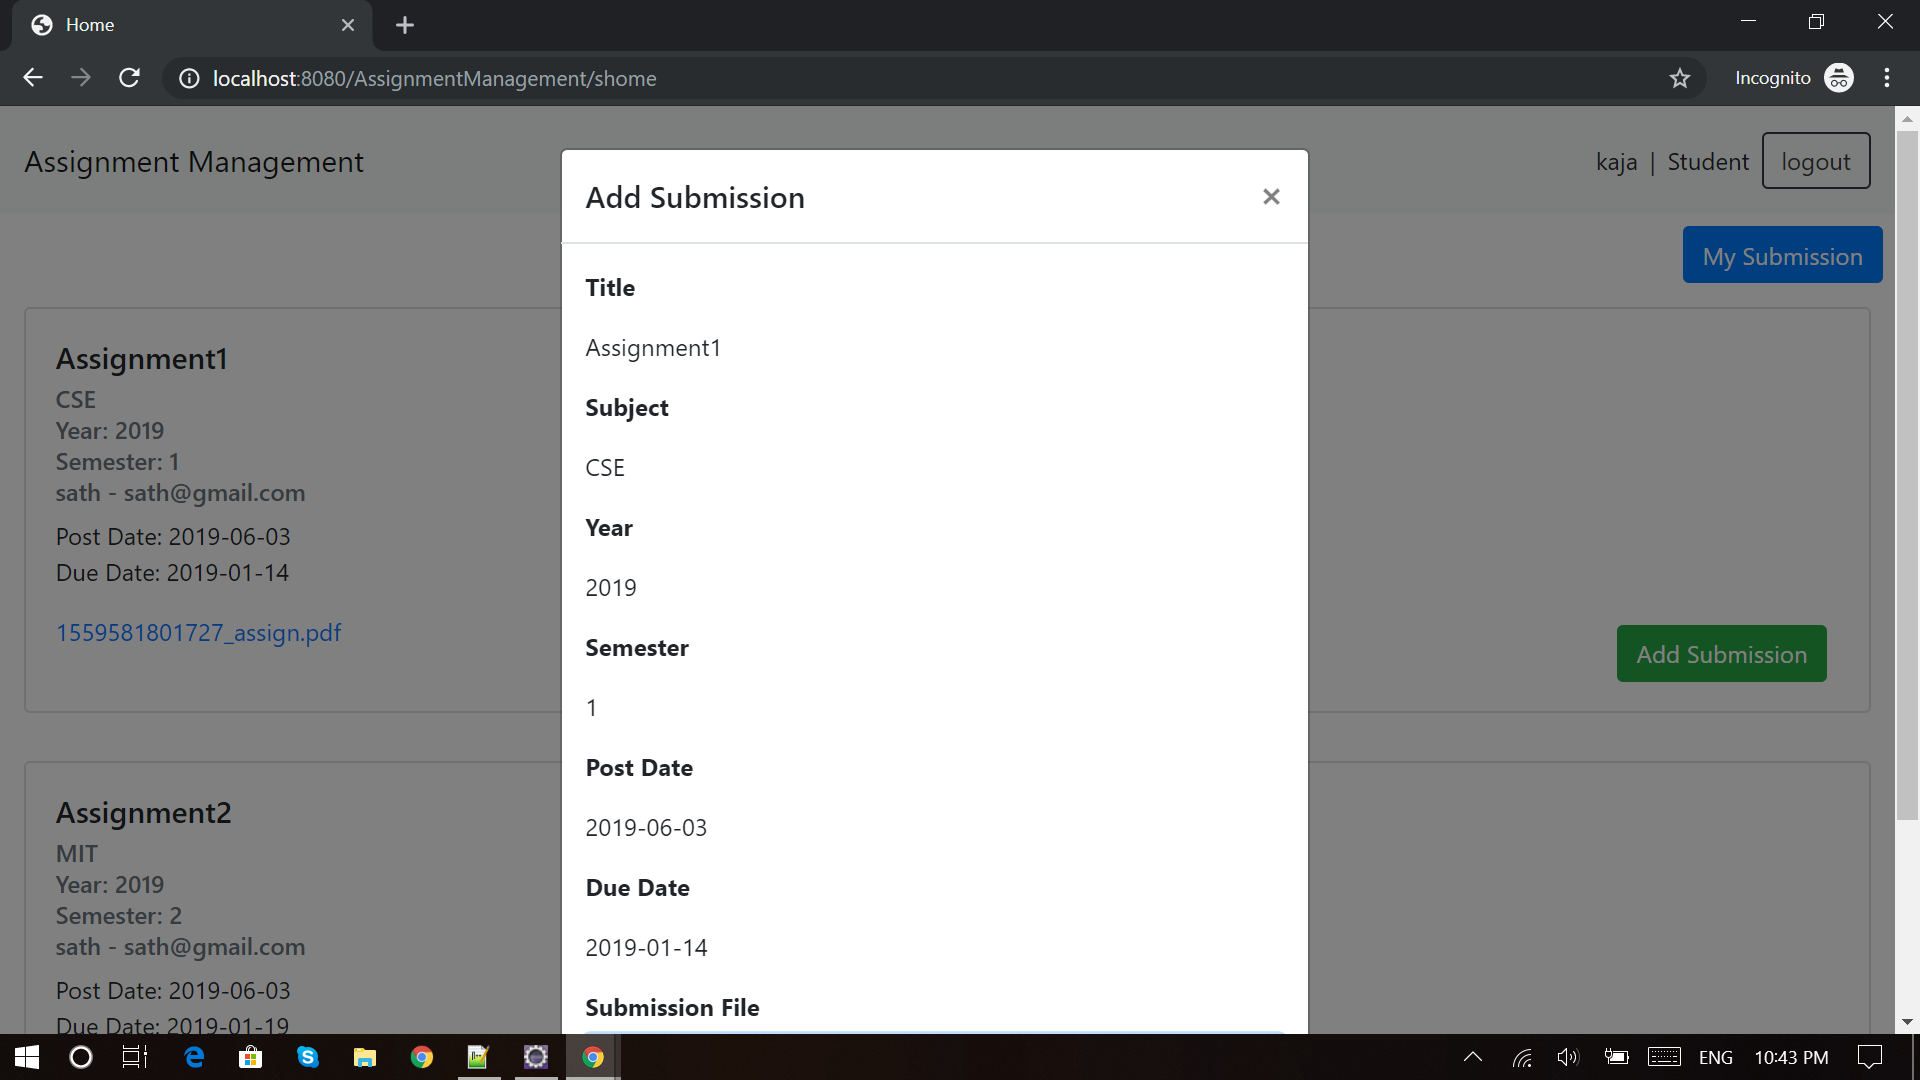 Home
localhost:8080/AssignmentManagement/shome
Incognito
Assignment Management
kaja | Student
logout
My Submission
Assignment1
CSE
Year: 2019
Semester: 1
sath - sath@gmail.com
Post Date: 2019-06-03
Due Date: 2019-01-14
1559581801727_assign.pdf
Add Submission
Assignment2
MIT
Year: 2019
Semester: 2
sath - sath@gmail.com
Post Date: 2019-06-03
Due Date: 2019-01-19
Add Submission
×
Title
Assignment1
Subject
CSE
Year
2019
Semester
1
Post Date
2019-06-03
Due Date
2019-01-14
Submission File
ENG
10:43 PM